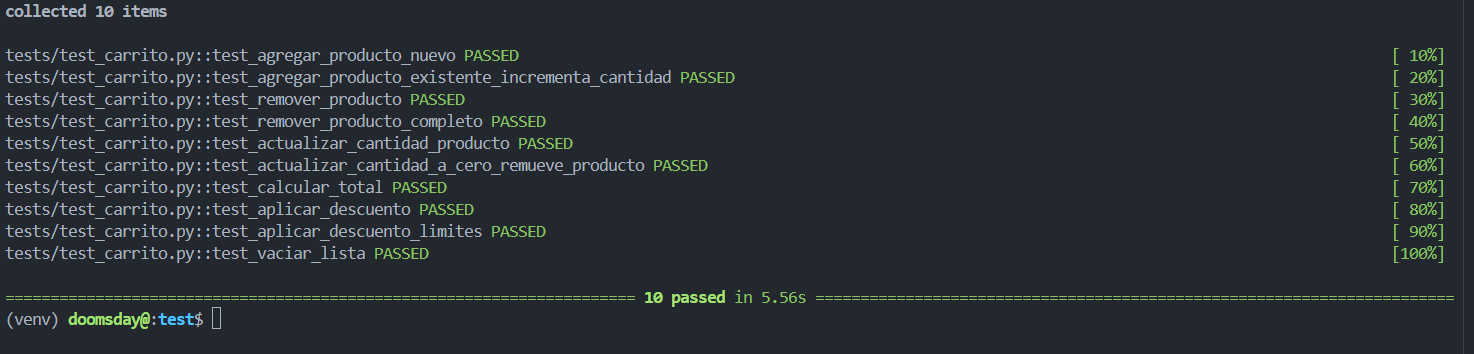 collected 10 items
tests/test_carrito.py::test_agregar_producto_nuevo PASSED [ 10%]
tests/test_carrito.py::test_agregar_producto_existente_incrementa_cantidad PASSED [ 20%]
tests/test_carrito.py::test_remover_producto PASSED [ 30%]
tests/test_carrito.py::test_remover_producto_completo PASSED [ 40%]
tests/test_carrito.py::test_actualizar_cantidad_producto PASSED [ 50%]
tests/test_carrito.py::test_actualizar_cantidad_a_cero_remueve_producto PASSED [ 60%]
tests/test_carrito.py::test_calcular_total PASSED [ 70%]
tests/test_carrito.py::test_aplicar_descuento PASSED [ 80%]
tests/test_carrito.py::test_aplicar_descuento_limites PASSED [ 90%]
tests/test_carrito.py::test_vaciar_lista PASSED [100%]
====================================================================== 10 passed in 5.56s =======================================================================
(venv) doomsday@:test$